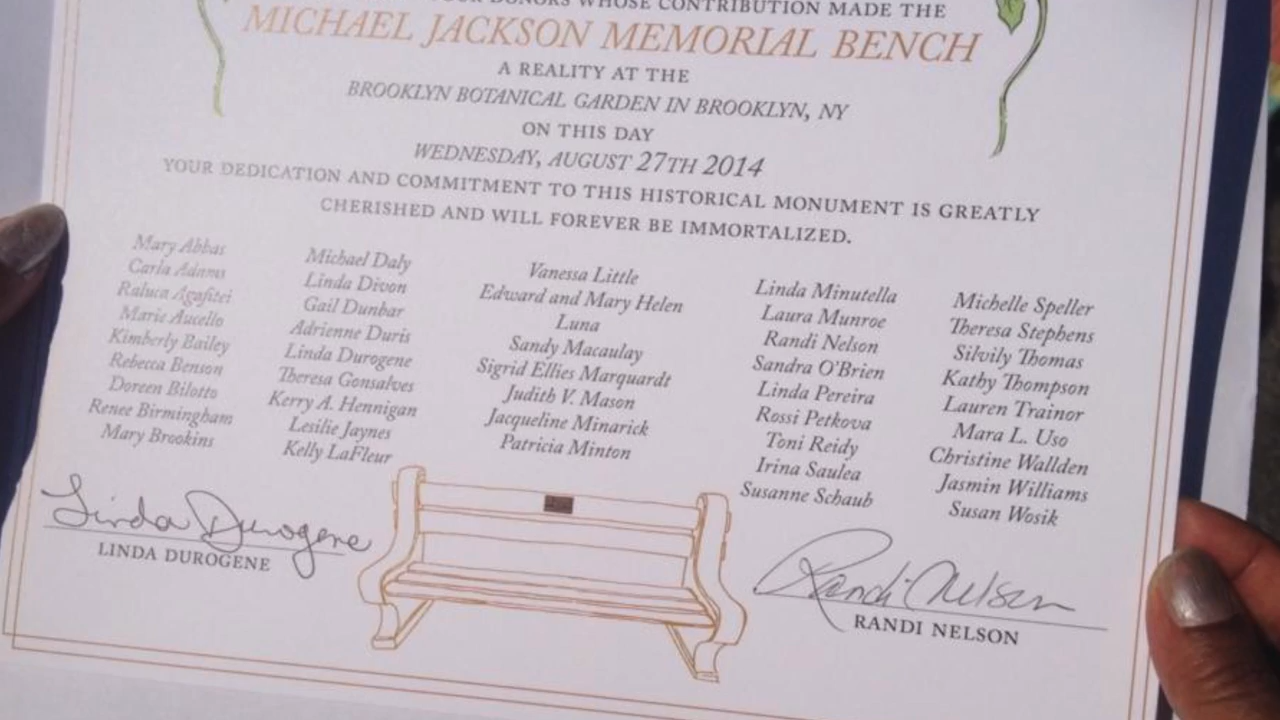 DONORS WHOSE CONTRIBUTION MADE THE
MICHAEL JACKSON MEMORIAL BENCH
A REALITY AT THE
BROOKLYN BOTANICAL GARDEN IN BROOKLYN, NY
ON THIS DAY
WEDNESDAY, AUGUST 27TH 2014
YOUR DEDICATION AND COMMITMENT TO THIS HISTORICAL MONUMENT IS GREATLY
CHERISHED AND WILL FOREVER BE IMMORTALIZED.
Mary Abbas
Carla Adams
Raluca Agafitei
Marie Aucello
Kimberly Bailey
Rebecca Benson
Doreen Bilotto
Renee Birmingham
Mary Brookins
Michael Daly
Linda Divon
Gail Dunbar
Adrienne Duris
Linda Durogene
Theresa Gonsalves
Kerry A. Hennigan
Lesilie Jaynes
Kelly LaFleur
Vanessa Little
Edward and Mary Helen
Luna
Sandy Macaulay
Sigrid Ellies Marquardt
Judith V. Mason
Jacqueline Minarick
Patricia Minton
Linda Minutella
Laura Munroe
Randi Nelson
Sandra O'Brien
Linda Pereira
Rossi Petkova
Toni Reidy
Irina Saulea
Susanne Schaub
Michelle Speller
Theresa Stephens
Silvily Thomas
Kathy Thompson
Lauren Trainor
Mara L. Uso
Christine Wallden
Jasmin Williams
Susan Wosik
Linda Durogene
LINDA DUROGENE
Randi Nelson
RANDI NELSON